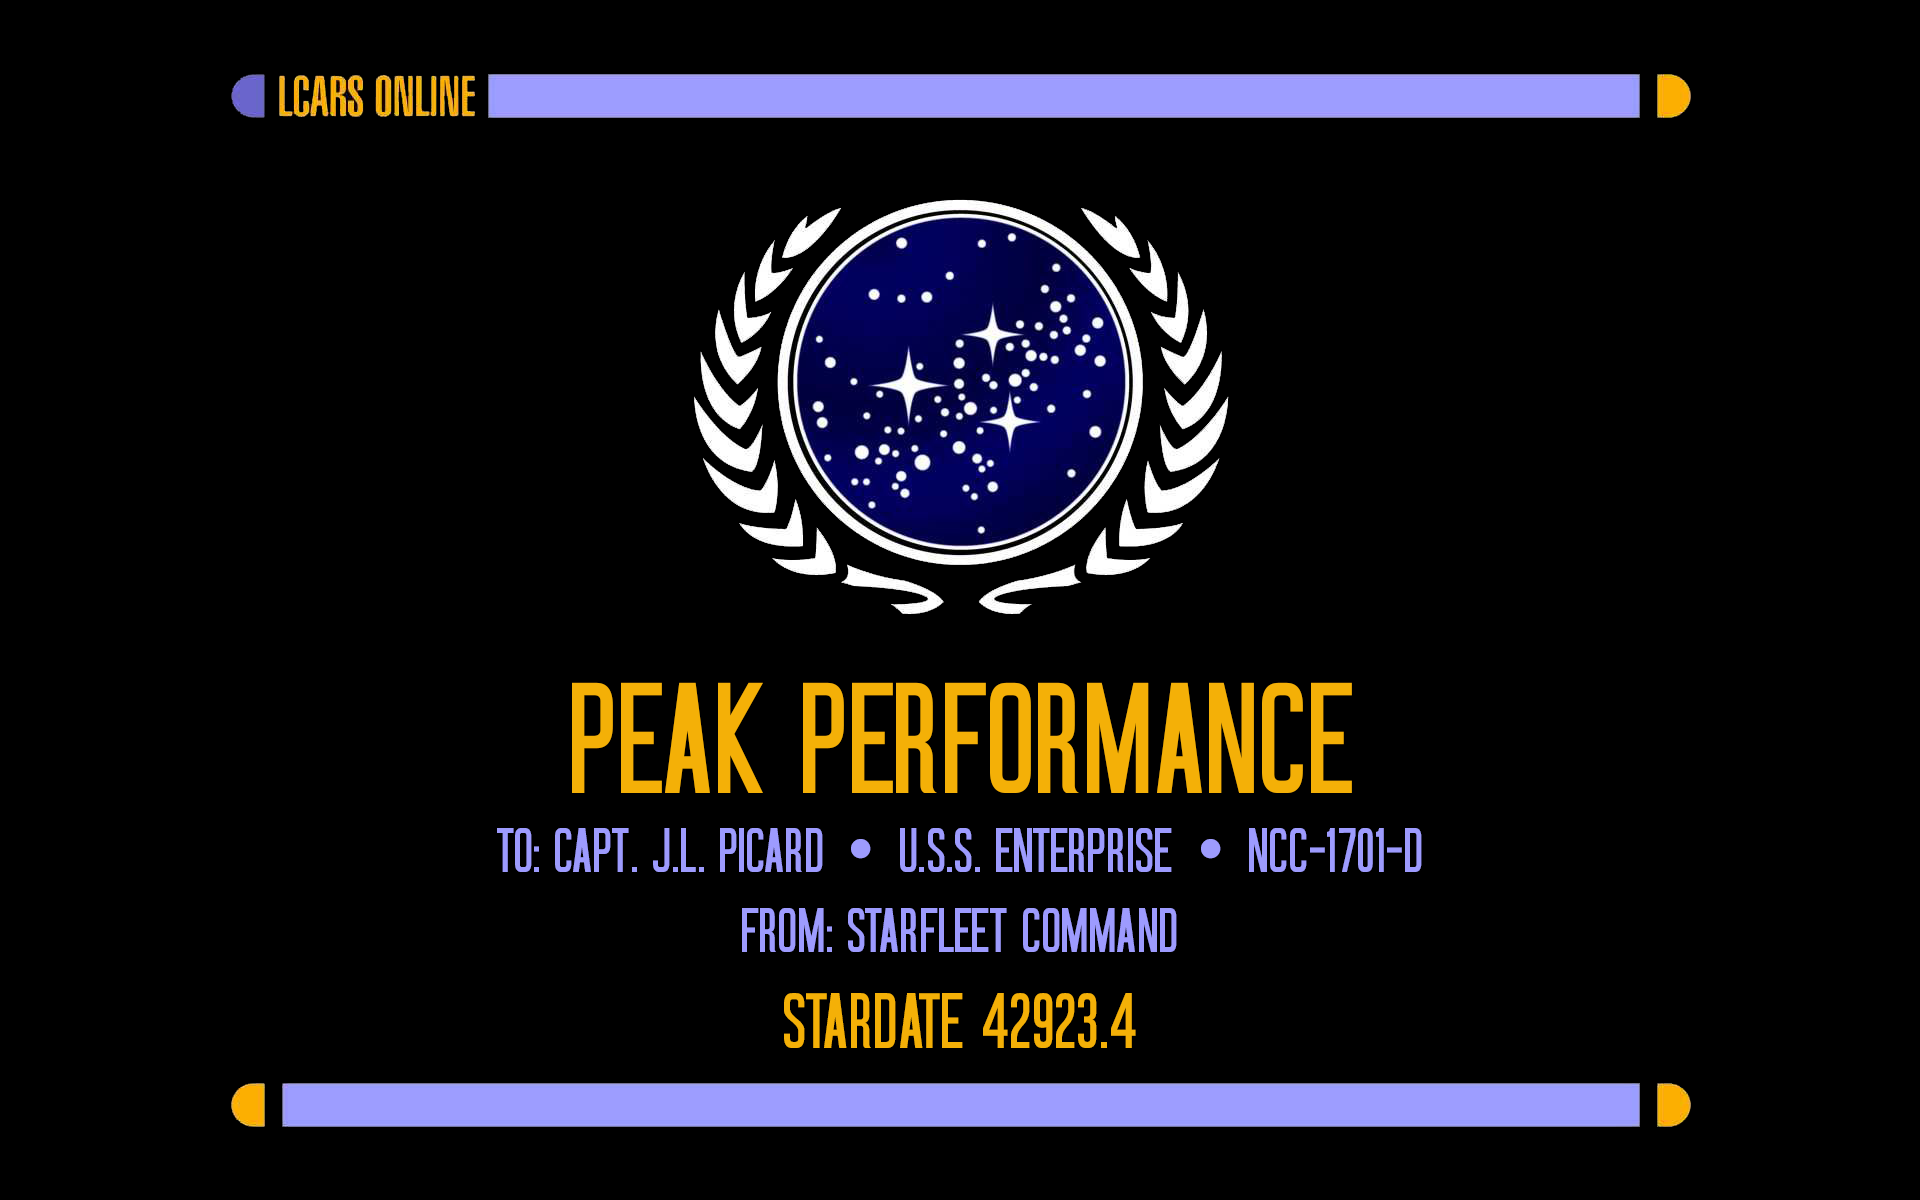 LCARS ONLINE
PEAK PERFORMANCE
TO: CAPT. J.L. PICARD • U.S.S. ENTERPRISE • NCC-1701-D
FROM: STARFLEET COMMAND
STARDATE 42923.4